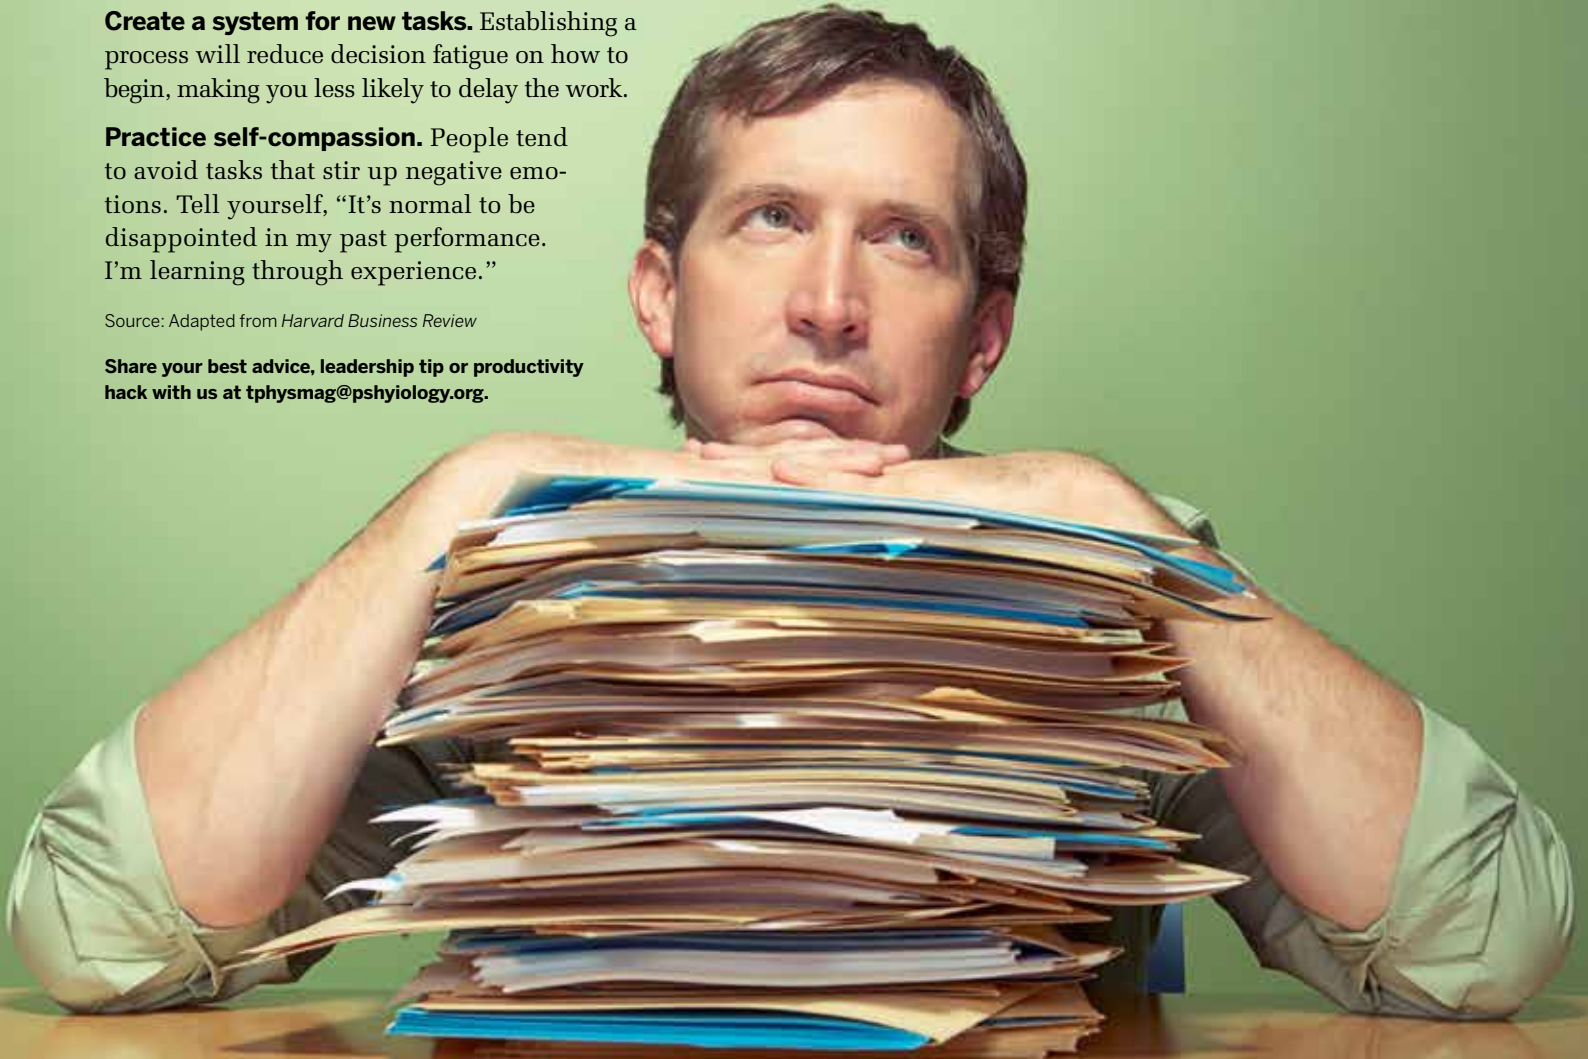 Create a system for new tasks. Establishing a
process will reduce decision fatigue on how to
begin, making you less likely to delay the work.
Practice self-compassion. People tend
to avoid tasks that stir up negative emo-
tions. Tell yourself, “It’s normal to be
disappointed in my past performance.
I’m learning through experience.”
Source: Adapted from Harvard Business Review
Share your best advice, leadership tip or productivity
hack with us at tphysmag@pshyiology.org.